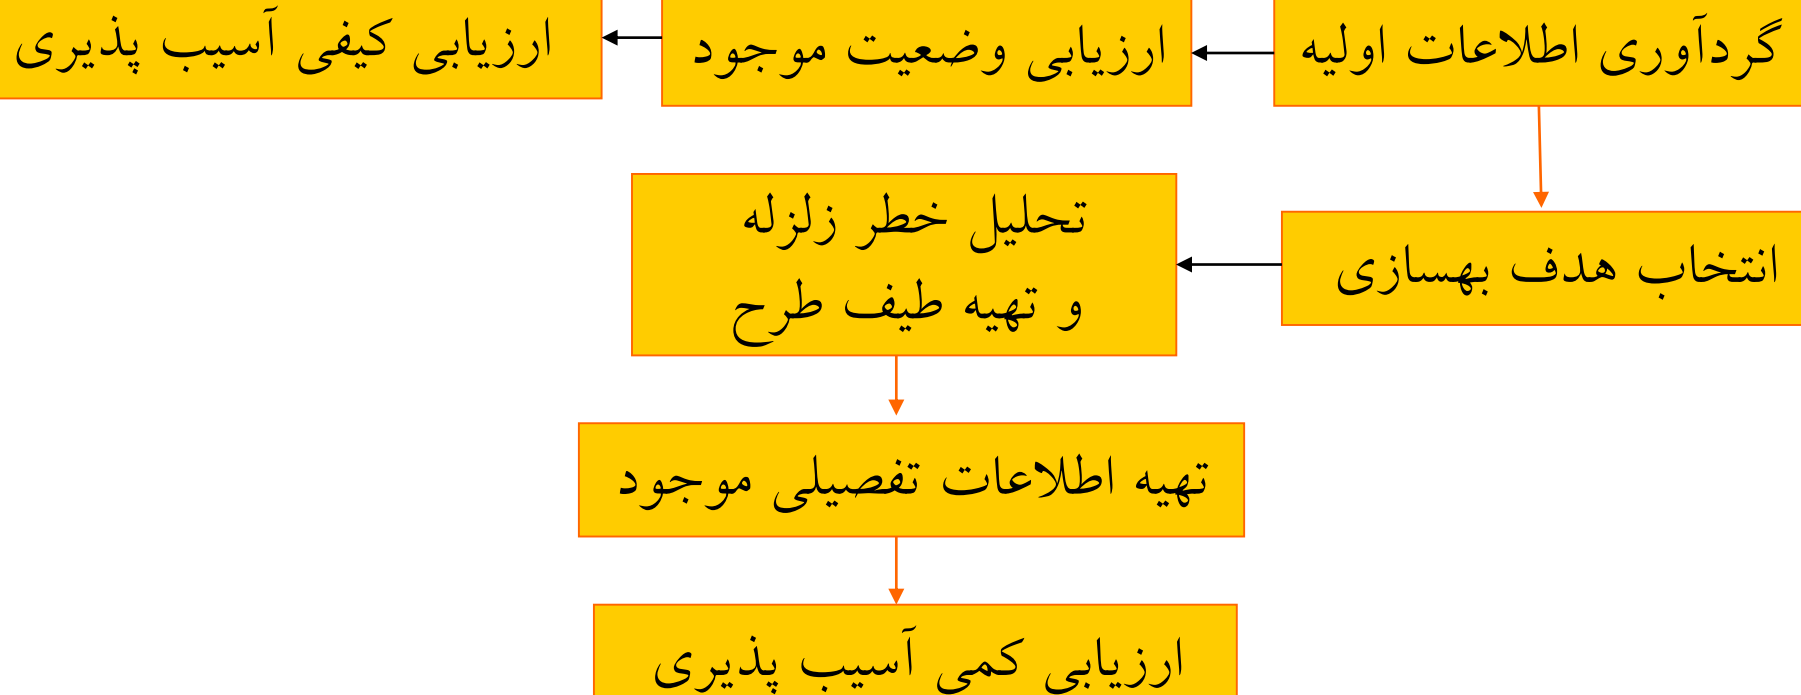 گردآوری اطلاعات اولیه
ارزیابی وضعیت موجود
ارزیابی کیفی آسیب پذیری
انتخاب هدف بهسازی
تحلیل خطر زلزله
و تهیه طیف طرح
تهیه اطلاعات تفصیلی موجود
ارزیابی کمی آسیب پذیری